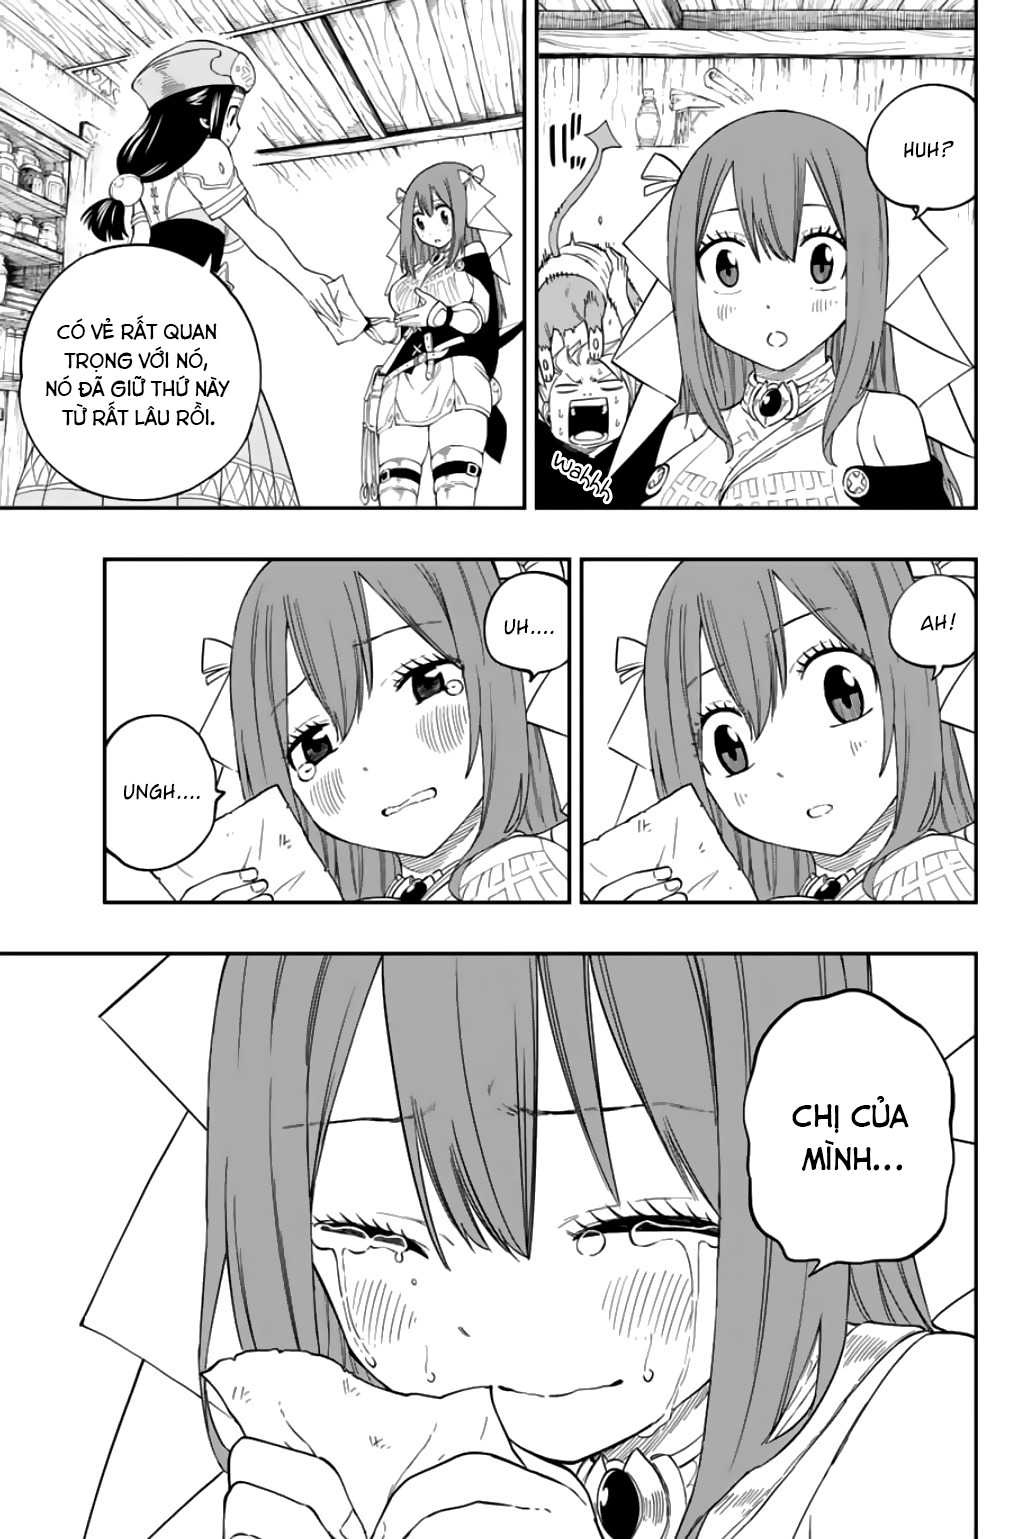 HUH?
wahhh
CÓ VẺ RẤT QUAN
TRỌNG VỚI NÓ,
NÓ ĐÃ GIỮ THỨ NÀY
TỪ RẤT LÂU RỒI.
AH!
UH....
UNGH....
CHỊ CỦA
MÌNH...